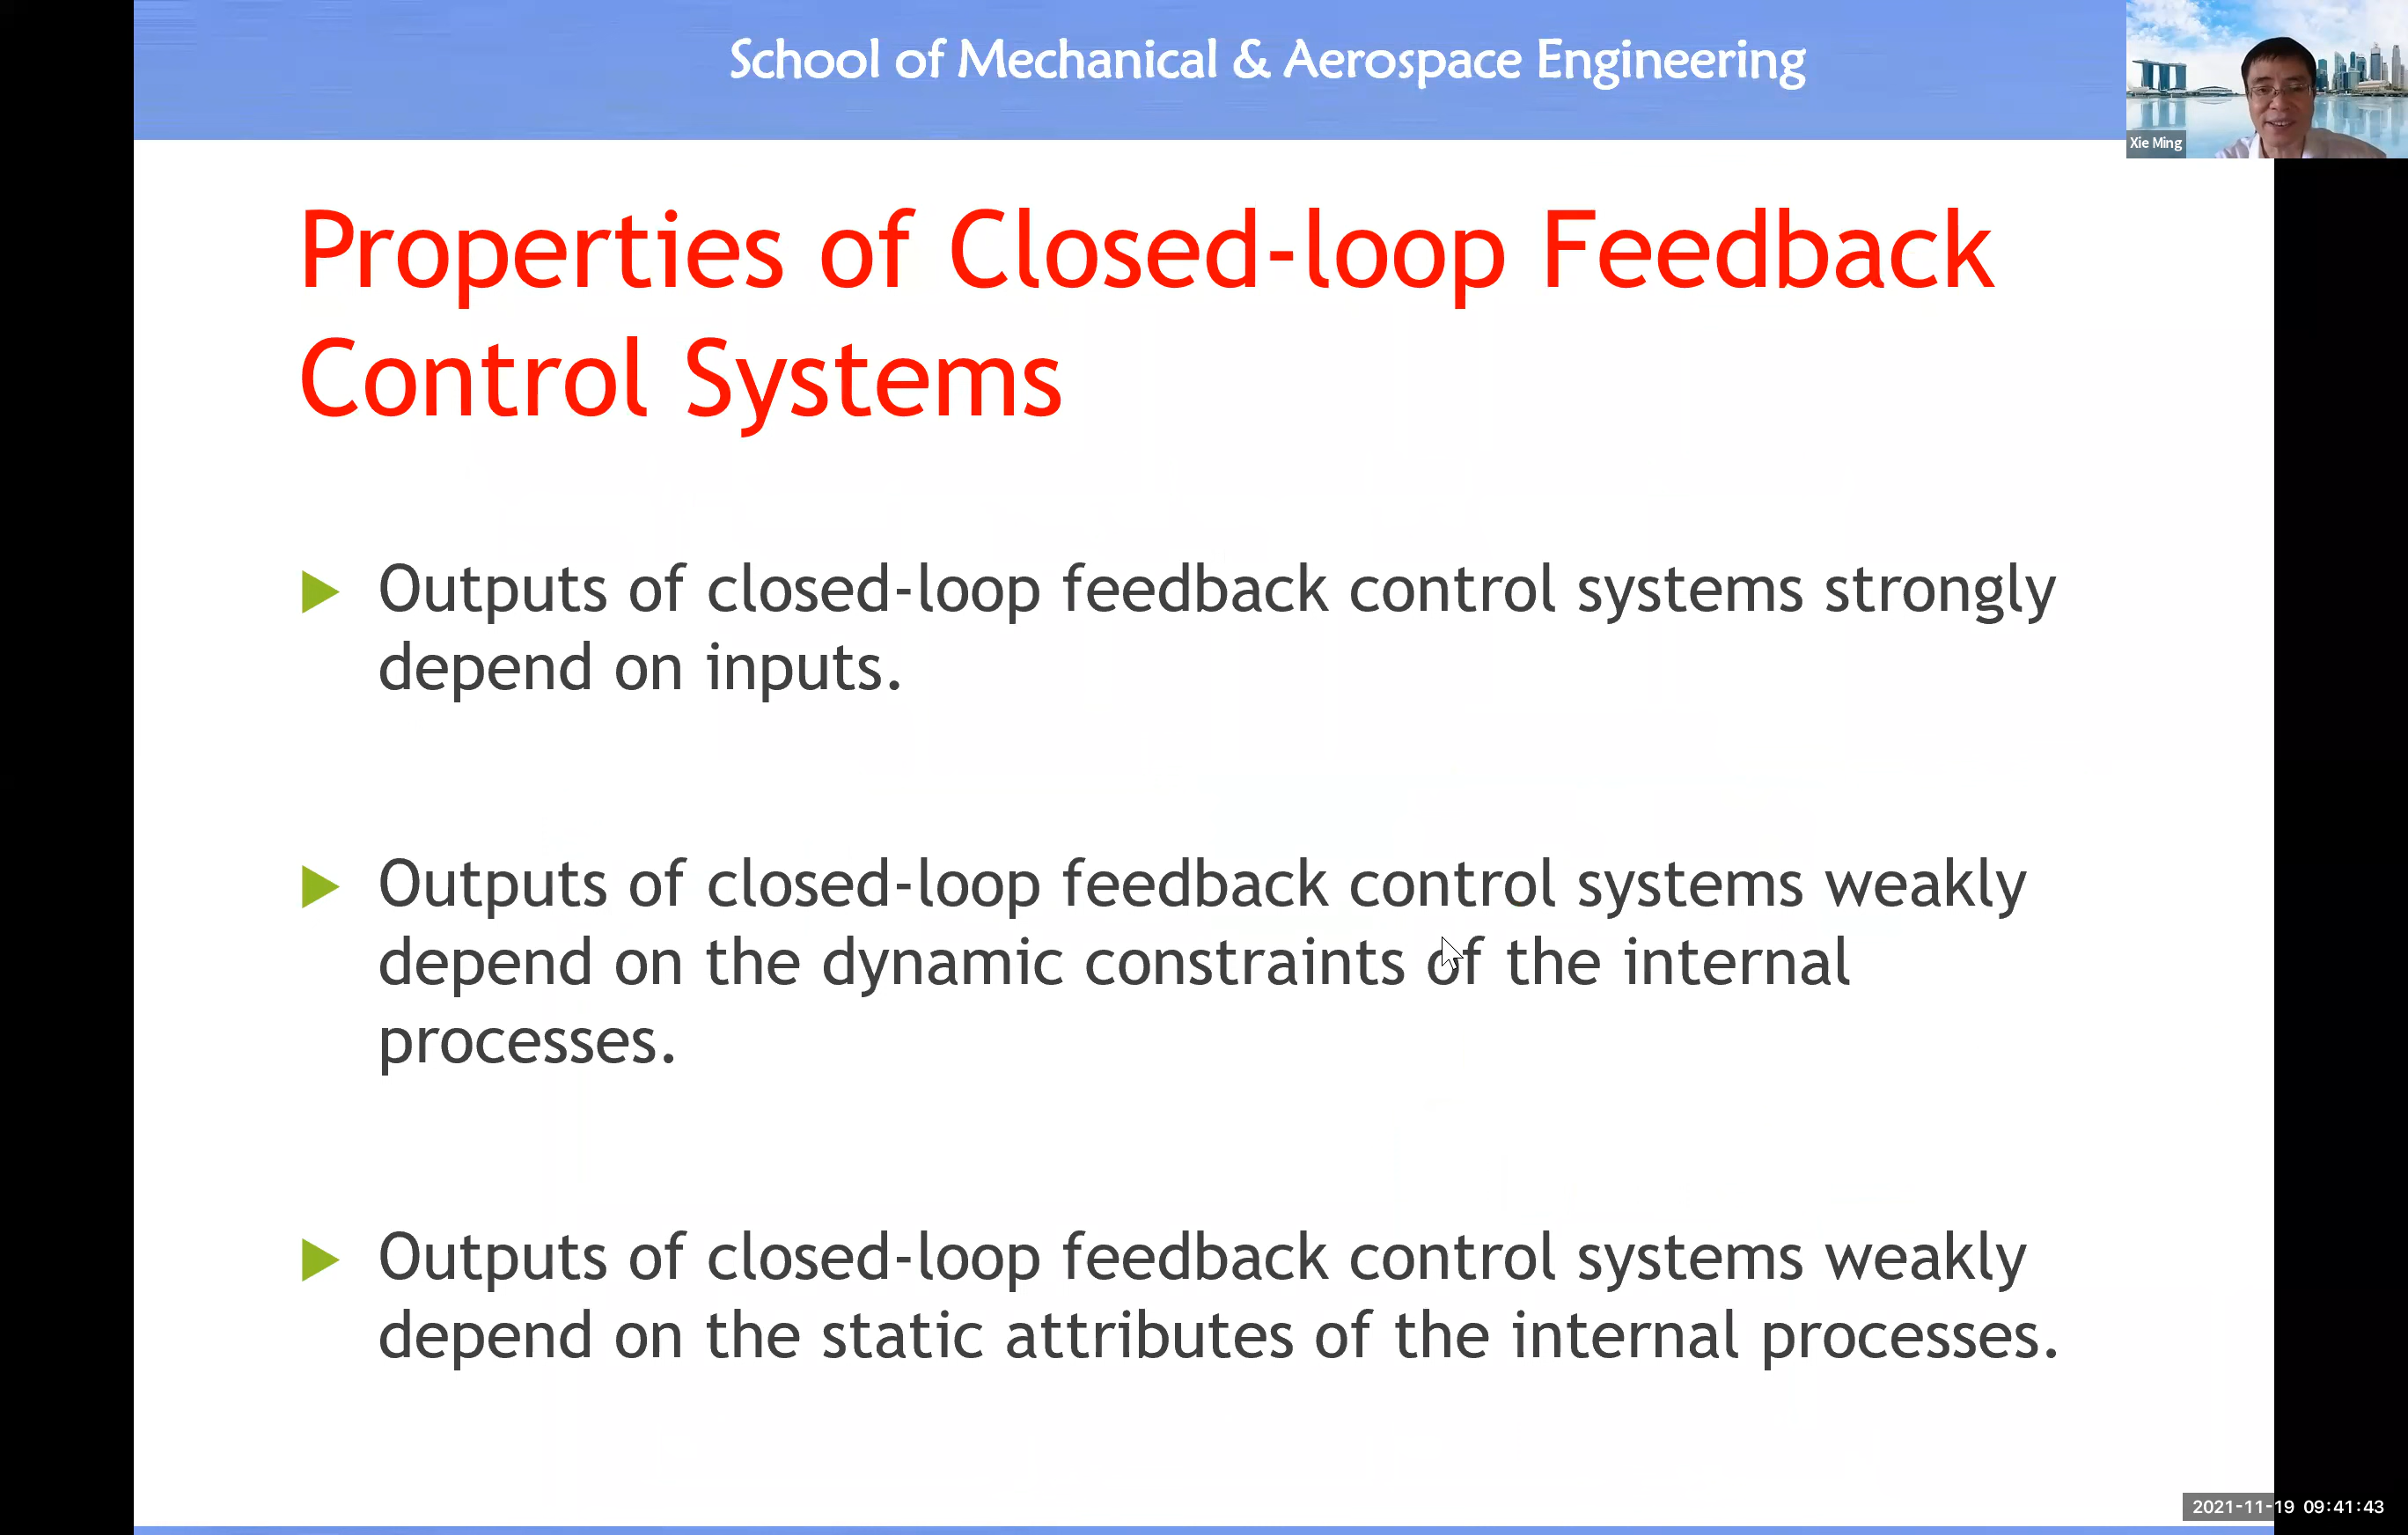 School of Mechanical & Aerospace Engineering
Xie Ming
Properties of Closed-loop Feedback
Control Systems
Outputs of closed-loop feedback control systems strongly
depend on inputs.
Outputs of closed-loop feedback control systems weakly
depend on the dynamic constraints of the internal
processes.
Outputs of closed-loop feedback control systems weakly
depend on the static attributes of the internal processes.
2021-11-19 09:41:43